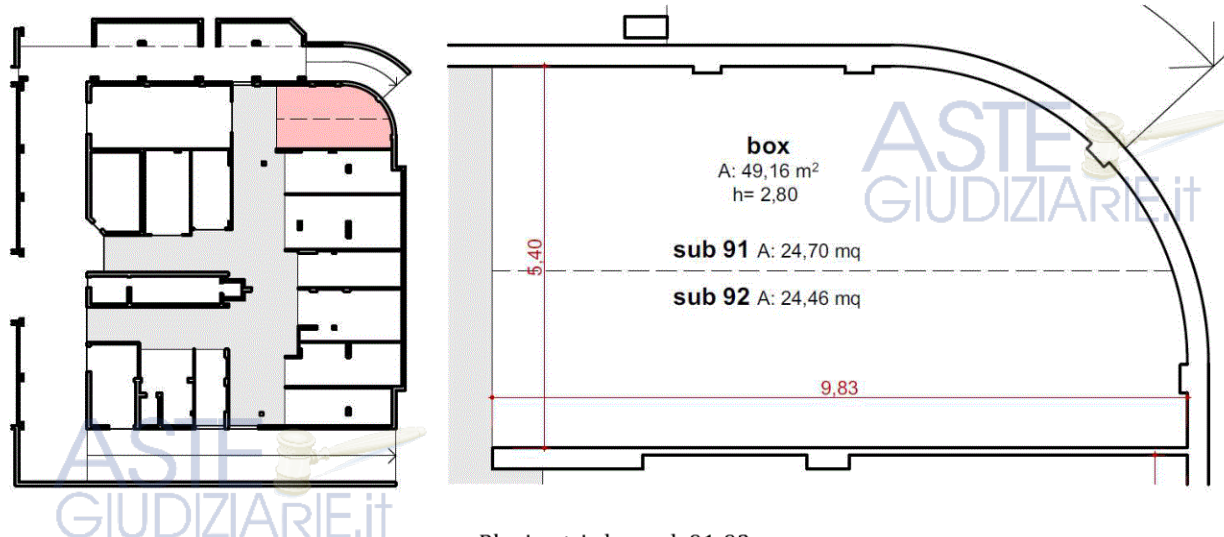 box
A: 49,16 m²
h= 2,80
sub 91 A: 24,70 mq
5,40
sub 92 A: 24,46 mq
9,83
ASTE
GIUDIZIARIE.it
ASTE
GIUDIZIARIE.it